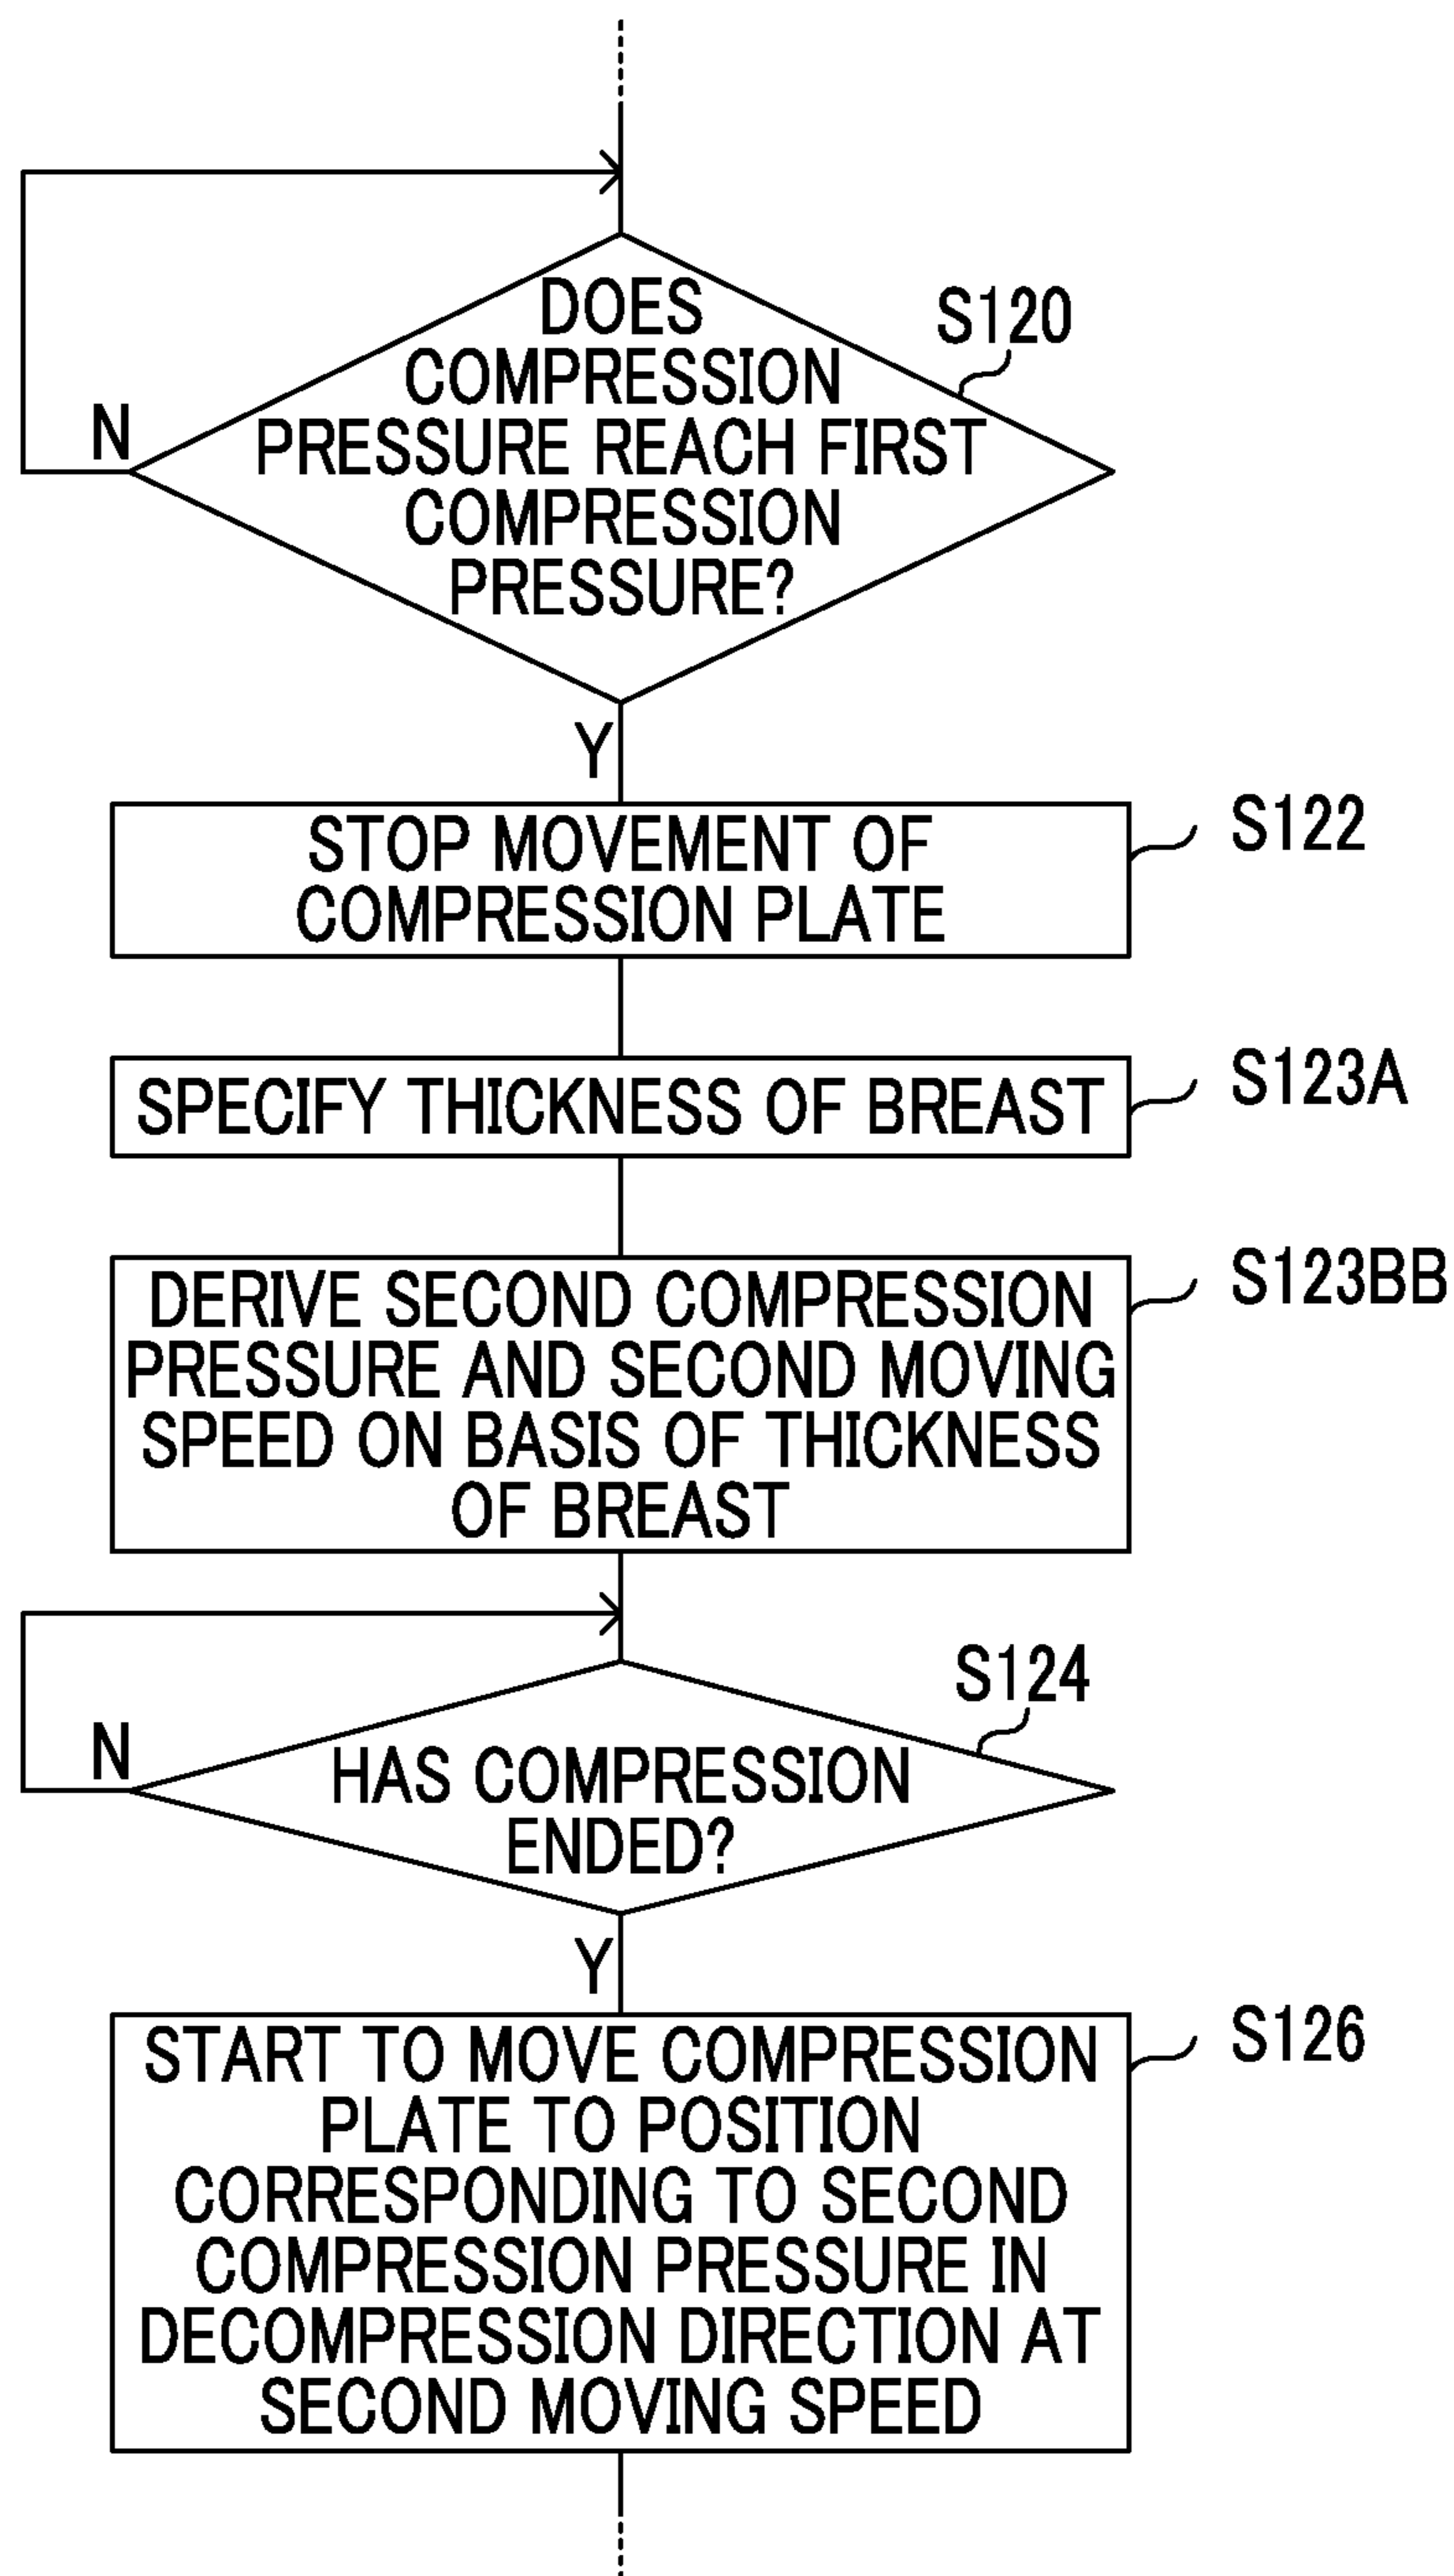 DOES
COMPRESSION
PRESSURE REACH FIRST
COMPRESSION
PRESSURE?
S120
N
Y
STOP MOVEMENT OF
COMPRESSION PLATE
S122
SPECIFY THICKNESS OF BREAST
S123A
DERIVE SECOND COMPRESSION
PRESSURE AND SECOND MOVING
SPEED ON BASIS OF THICKNESS
OF BREAST
S123BB
HAS COMPRESSION
ENDED?
S124
N
Y
START TO MOVE COMPRESSION
PLATE TO POSITION
CORRESPONDING TO SECOND
COMPRESSION PRESSURE IN
DECOMPRESSION DIRECTION AT
SECOND MOVING SPEED
S126